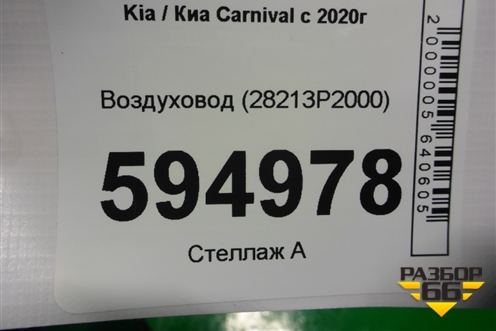 Kia / Киа Carnival с 2020г
Воздуховод (28213P2000)
594978
Стеллаж А
2000005640605
РАЗБОР
66